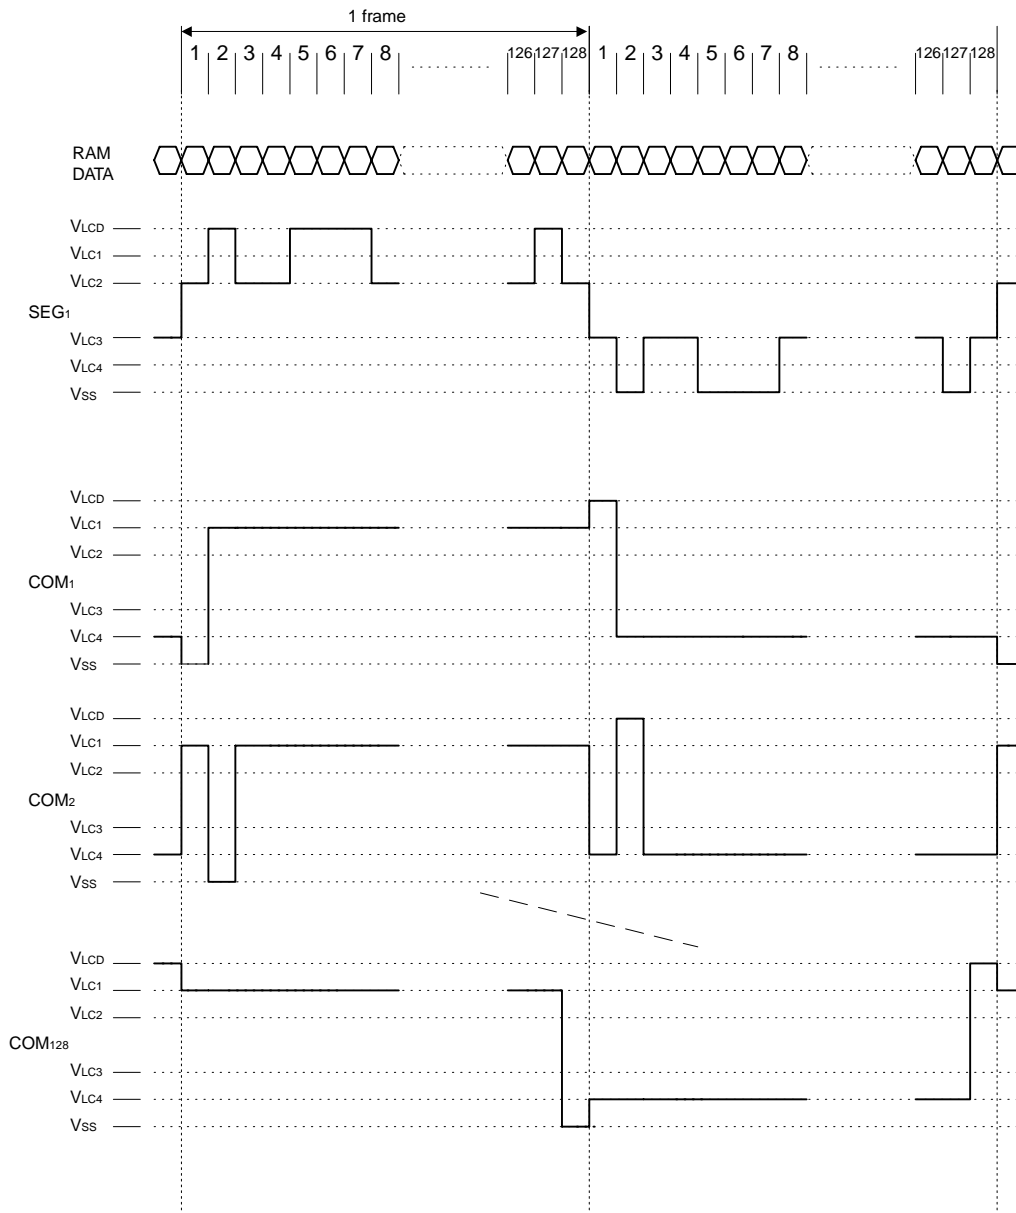 1 frame
1 2 3 4 5 6 7 8 126 127 128 1 2 3 4 5 6 7 8 126 127 128
RAM
DATA
VLCD
VLC1
VLC2
SEG1
VLC3
VLC4
VSS
VLCD
VLC1
VLC2
COM1
VLC3
VLC4
VSS
VLCD
VLC1
VLC2
COM2
VLC3
VLC4
VSS
VLCD
VLC1
VLC2
COM128
VLC3
VLC4
VSS